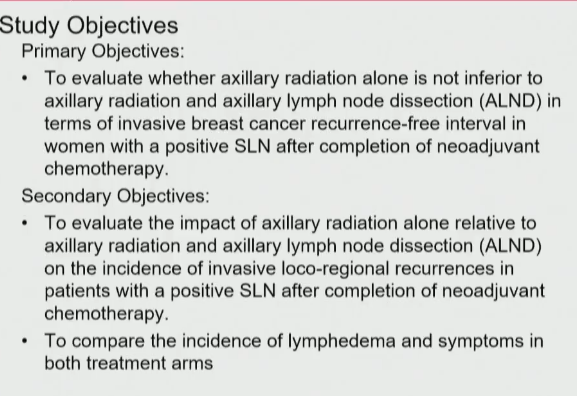 Study Objectives
Primary Objectives:
• To evaluate whether axillary radiation alone is not inferior to
axillary radiation and axillary lymph node dissection (ALND) in
terms of invasive breast cancer recurrence-free interval in
women with a positive SLN after completion of neoadjuvant
chemotherapy.
Secondary Objectives:
• To evaluate the impact of axillary radiation alone relative to
axillary radiation and axillary lymph node dissection (ALND)
on the incidence of invasive loco-regional recurrences in
patients with a positive SLN after completion of neoadjuvant
chemotherapy.
• To compare the incidence of lymphedema and symptoms in
both treatment arms